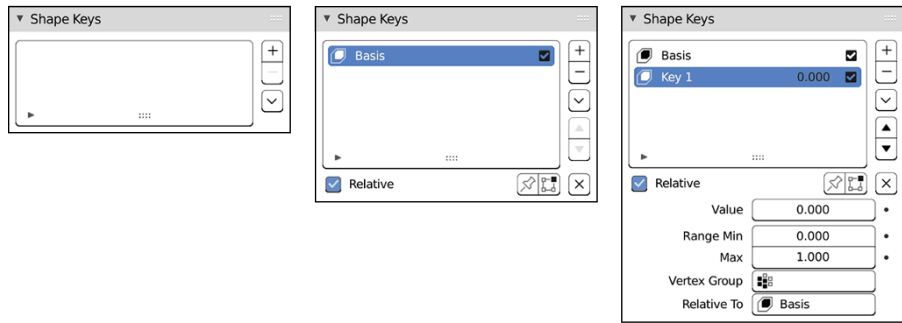 Shape Keys
Shape Keys
Basis
Relative
Shape Keys
Basis
Key 1 0.000
Relative
Value 0.000
Range Min 0.000
Max 1.000
Vertex Group
Relative To Basis